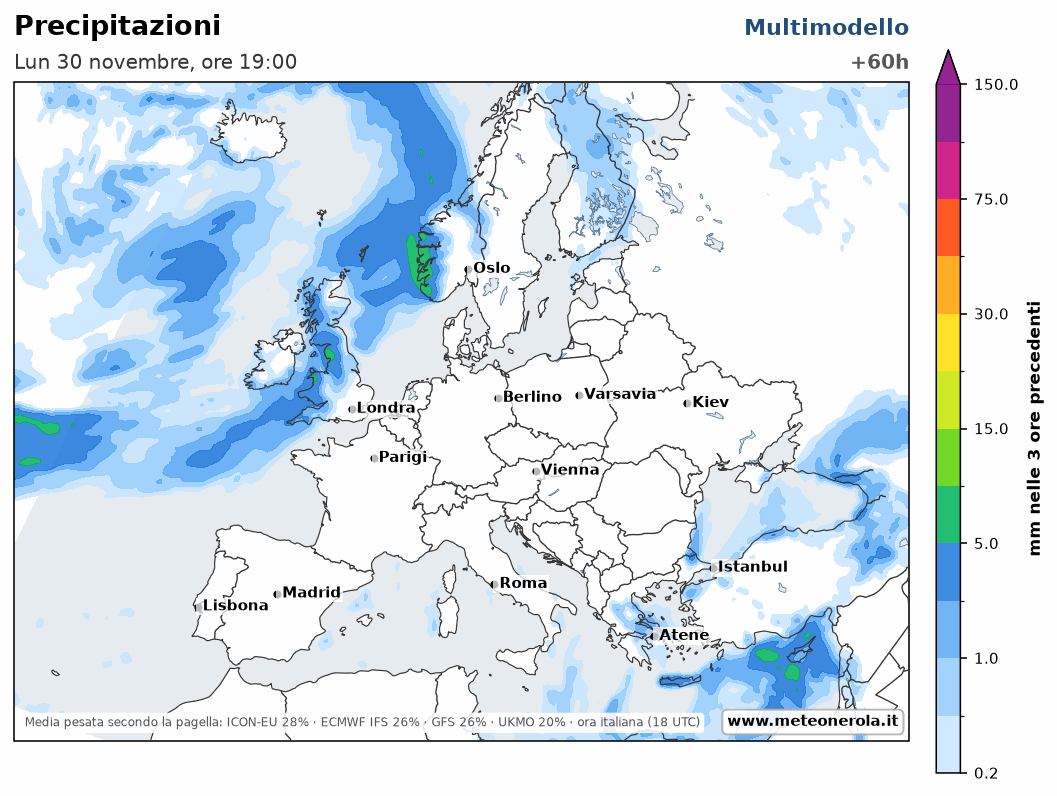 Precipitazioni
Multimodello
Lun 30 novembre, ore 19:00
+60h
150.0
75.0
30.0
15.0
5.0
1.0
0.2
mm nelle 3 ore precedenti
Oslo
Berlino
Varsavia
Kiev
Londra
Parigi
Vienna
Istanbul
Roma
Madrid
Lisbona
Atene
Media pesata secondo la pagella: ICON-EU 28% · ECMWF IFS 26% · GFS 26% · UKMO 20% · ora italiana (18 UTC)
www.meteonerola.it